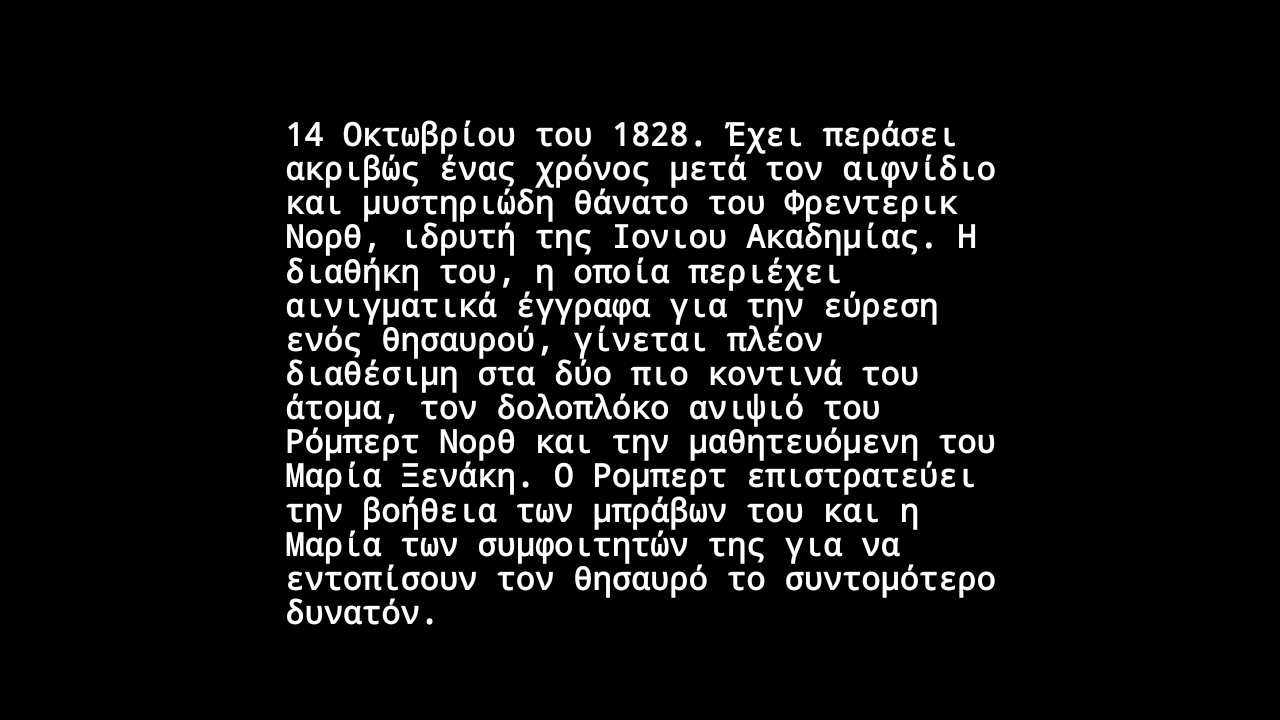 14 Οκτωβρίου του 1828. Έχει περάσει
ακριβώς ένας χρόνος μετά τον αιφνίδιο
και μυστηριώδη θάνατο του Φρεντερικ
Νορθ, ιδρυτή της Ιονιου Ακαδημίας. Η
διαθήκη του, η οποία περιέχει
αινιγματικά έγγραφα για την εύρεση
ενός θησαυρού, γίνεται πλέον
διαθέσιμη στα δύο πιο κοντινά του
άτομα, τον δολοπλόκο ανιψιό του
Ρόμπερτ Νορθ και την μαθητευόμενη του
Μαρία Ξενάκη. Ο Ρομπερτ επιστρατεύει
την βοήθεια των μπράβων του και η
Μαρία των συμφοιτητών της για να
εντοπίσουν τον θησαυρό το συντομότερο
δυνατόν.